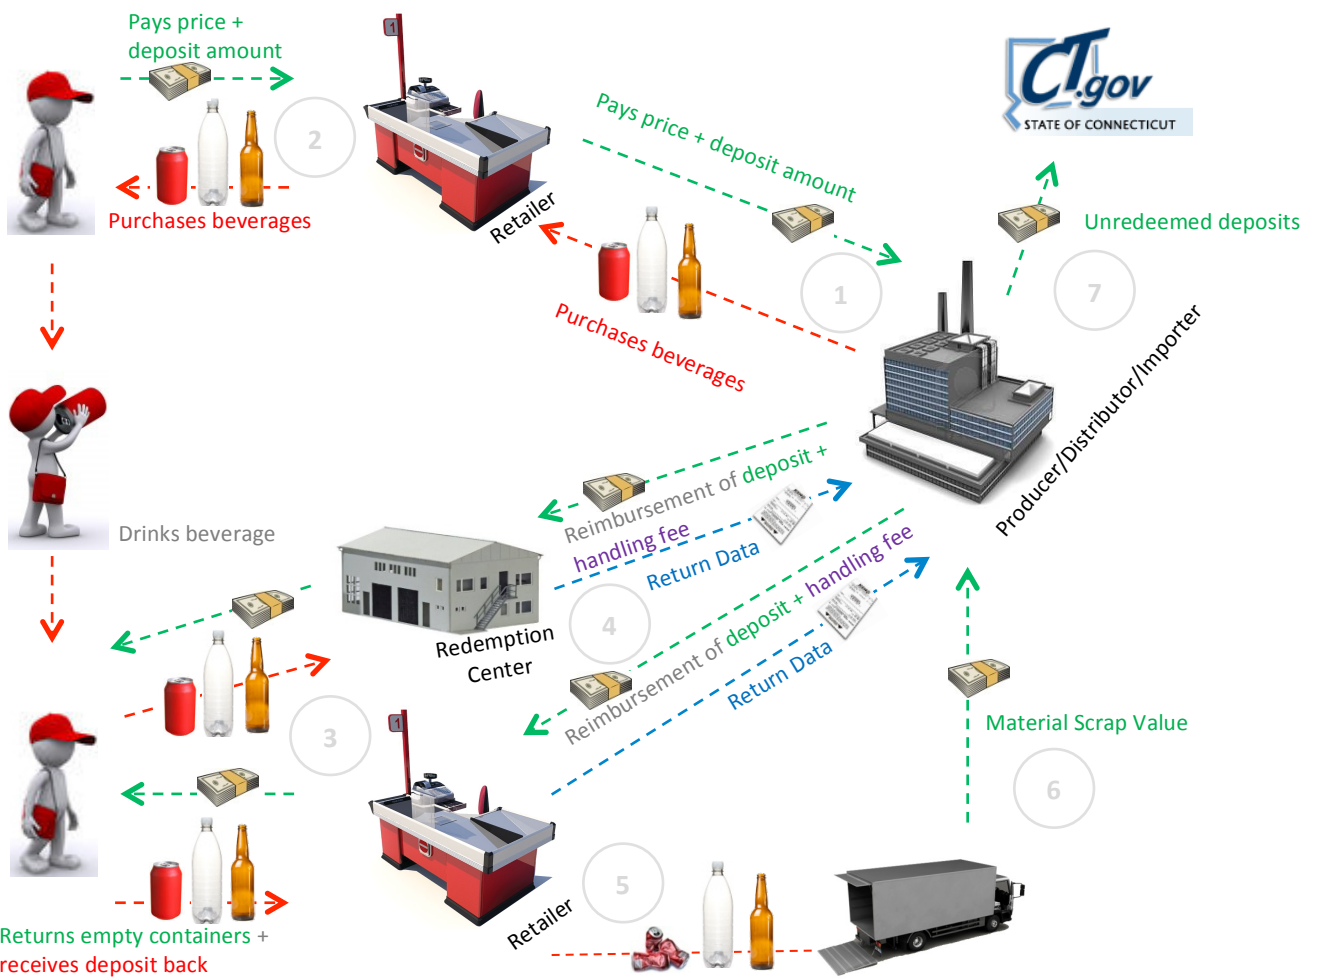 Pays price +
deposit amount
1
2
Purchases beverages
Retailer
Pays price + deposit amount
CT.gov
STATE OF CONNECTICUT
Unredeemed deposits
1
7
Purchases beverages
Producer/Distributor/Importer
Drinks beverage
Reimbursement of deposit +
handling fee
Return Data
Redemption
Center
4
Reimbursement of deposit + handling fee
Return Data
3
1
Material Scrap Value
6
5
Retailer
Returns empty containers +
receives deposit back